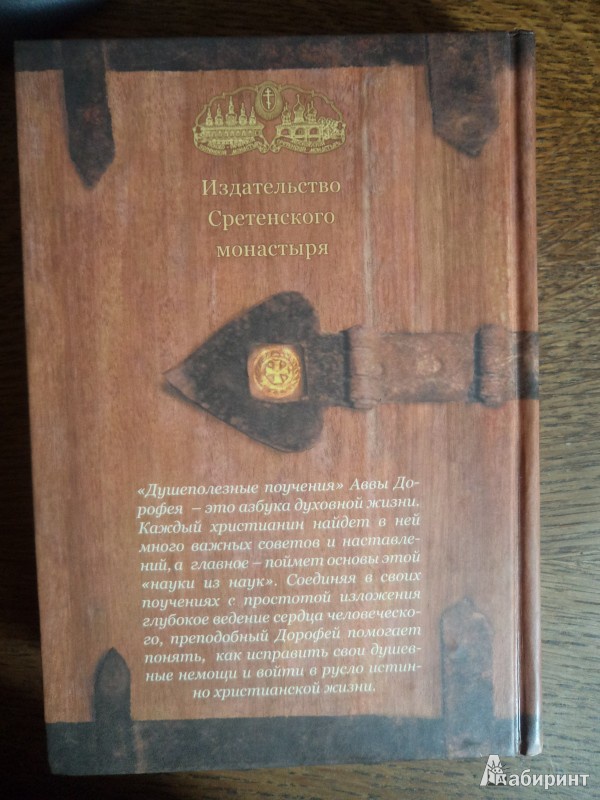 Издательство
Сретенского
монастыря
«Душеполезные поучения» Аввы До-
рофея – это азбука духовной жизни.
Каждый христианин найдет в ней
много важных советов и наставле-
ний, а главное – поймет основы этой
«науки из наук». Соединяя в своих
поучениях с простотой изложения
глубокое ведение сердца человеческо-
го, преподобный Дорофей помогает
понять, как исправить свои душев-
ные немощи и войти в русло истин-
но христианской жизни.
Лабиринт